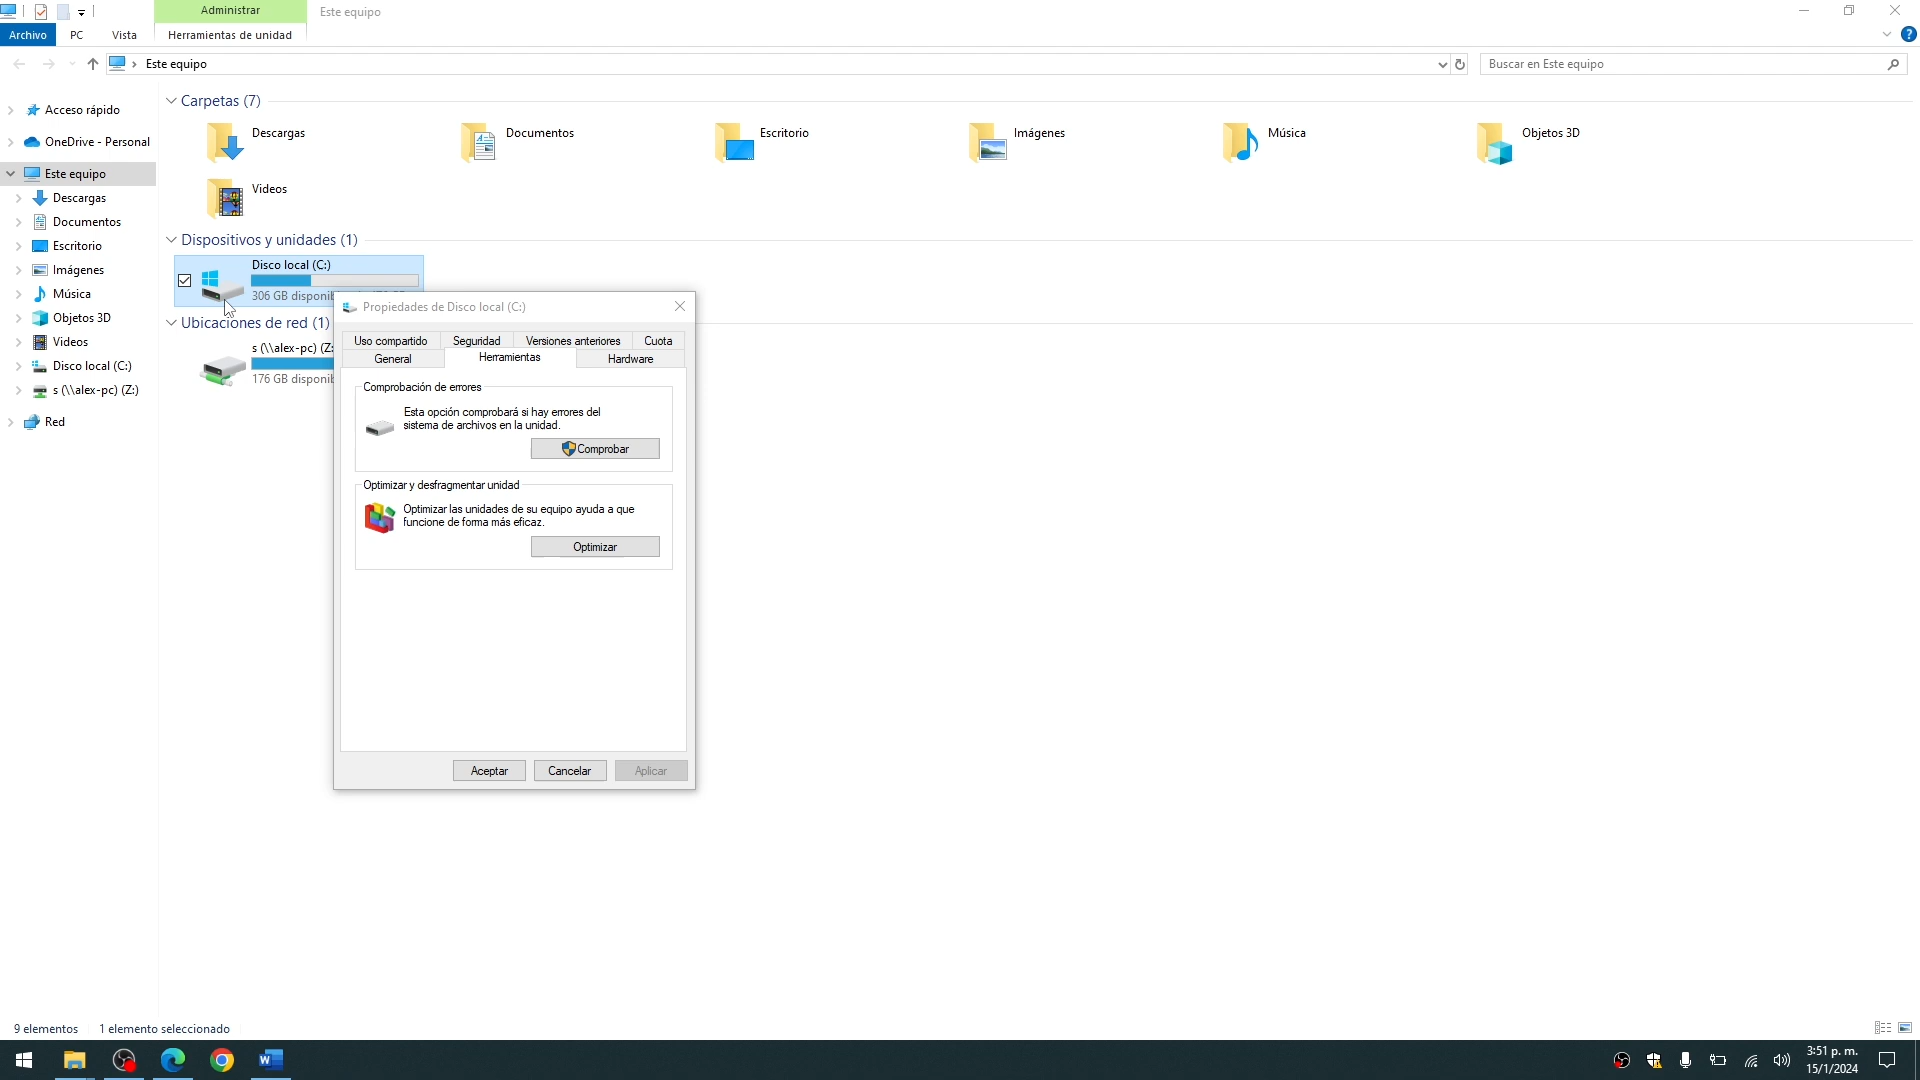 Administrar
Este equipo
Archivo
PC
Vista
Herramientas de unidad
Este equipo
Buscar en Este equipo
Acceso rápido
OneDrive - Personal
Este equipo
Descargas
Documentos
Escritorio
Imágenes
Música
Objetos 3D
Videos
Disco local (C:)
s (\\alex-pc) (Z:)
Red
Carpetas (7)
Descargas
Documentos
Escritorio
Imágenes
Música
Objetos 3D
Videos
Dispositivos y unidades (1)
Disco local (C:)
306 GB
Ubicaciones de red (1)
s (\\alex-pc) (Z:
176 GB
Propiedades de Disco local (C:)
Uso compartido
Seguridad
Versiones anteriores
Cuota
General
Herramientas
Hardware
Comprobación de errores
Esta opción comprobará si hay errores del
sistema de archivos en la unidad.
Comprobar
Optimizar y desfragmentar unidad
Optimizar las unidades de su equipo ayuda a que
funcione de forma más eficaz.
Optimizar
Aceptar
Cancelar
Aplicar
9 elementos
1 elemento seleccionado
3:51 p. m.
15/1/2024